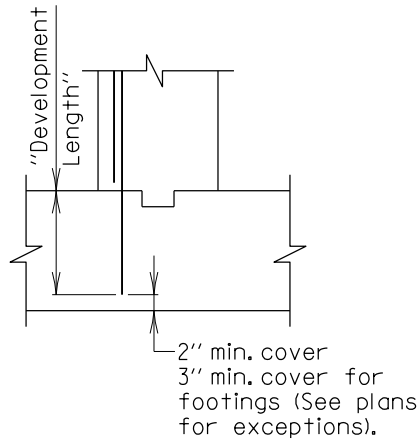 "Development
Length"
2" min. cover
3" min. cover for
footings (See plans
for exceptions).